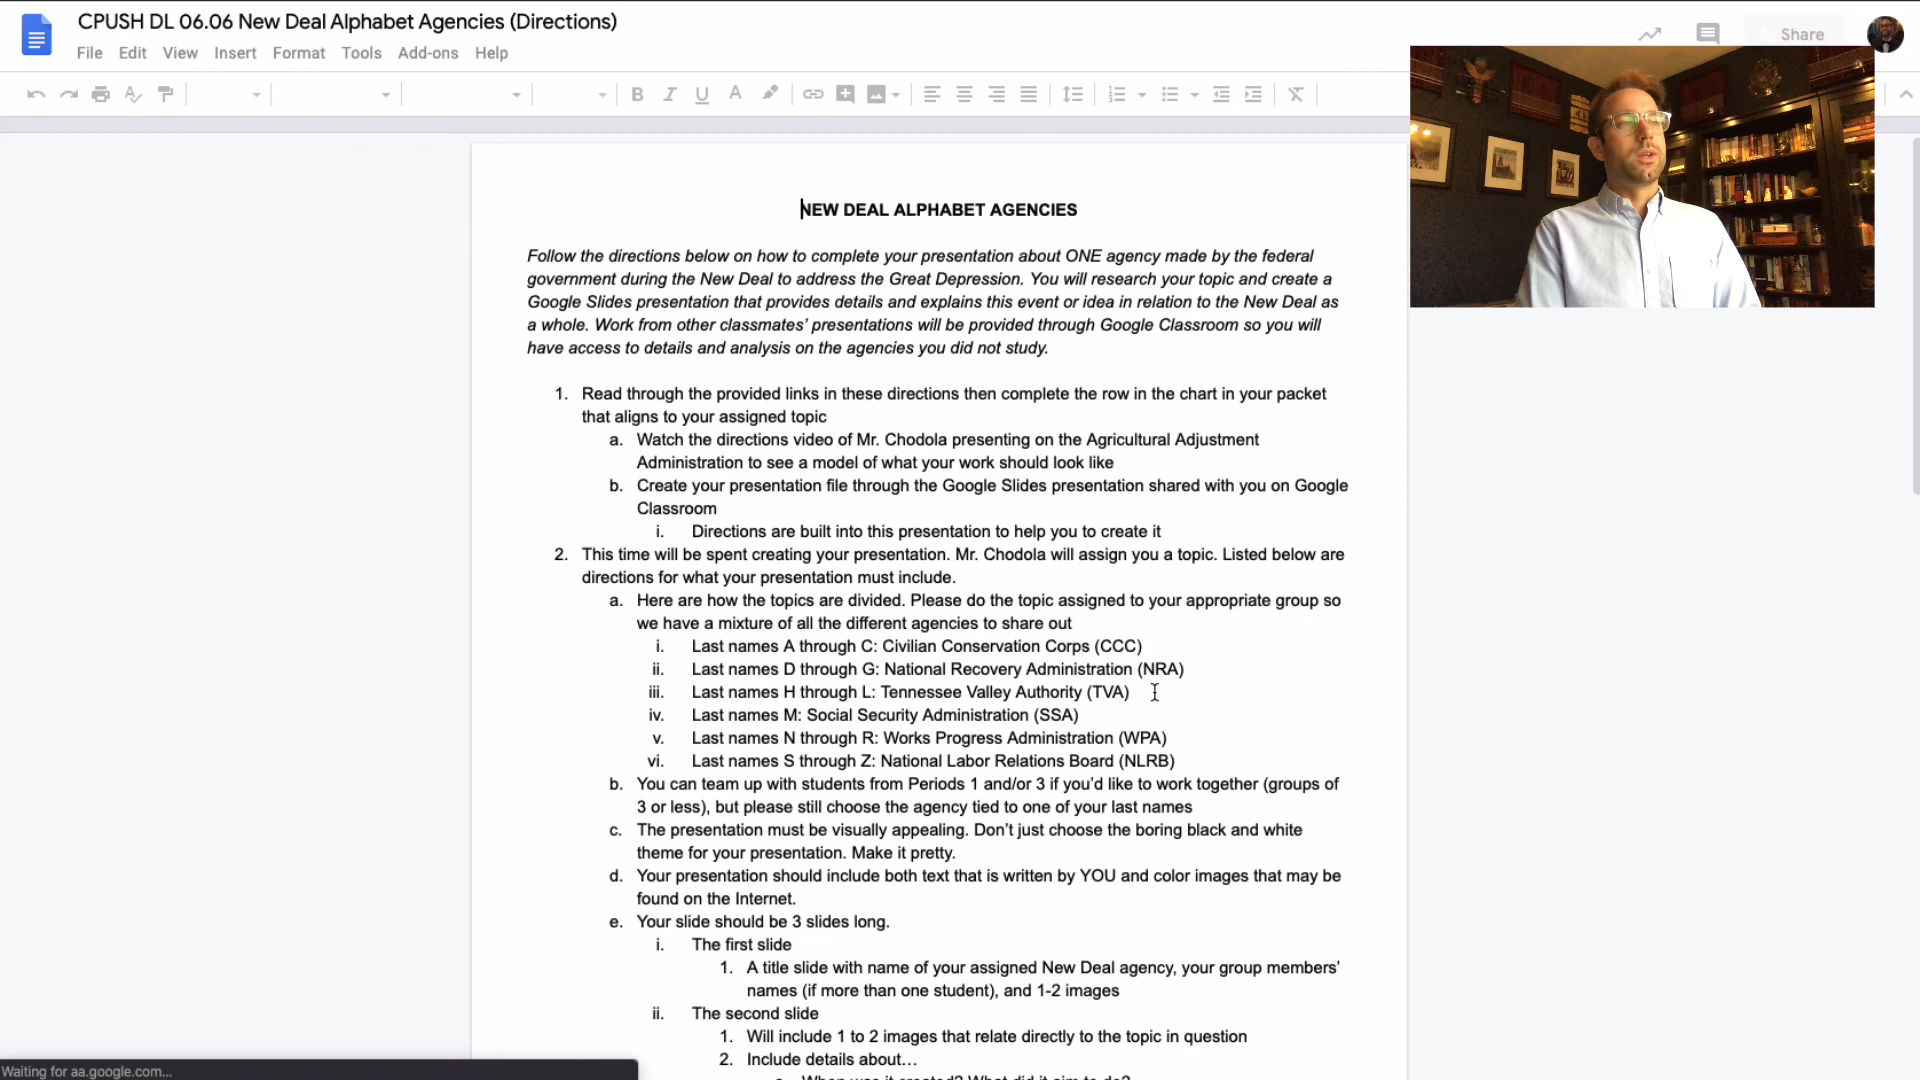 CPUSH DL 06.06 New Deal Alphabet Agencies (Directions)
File Edit View Insert Format Tools Add-ons Help
Share
NEW DEAL ALPHABET AGENCIES
Follow the directions below on how to complete your presentation about ONE agency made by the federal
government during the New Deal to address the Great Depression. You will research your topic and create a
Google Slides presentation that provides details and explains this event or idea in relation to the New Deal as
a whole. Work from other classmates' presentations will be provided through Google Classroom so you will
have access to details and analysis on the agencies you did not study.
1. Read through the provided links in these directions then complete the row in the chart in your packet
that aligns to your assigned topic
a. Watch the directions video of Mr. Chodola presenting on the Agricultural Adjustment
Administration to see a model of what your work should look like
b. Create your presentation file through the Google Slides presentation shared with you on Google
Classroom
i. Directions are built into this presentation to help you to create it
2. This time will be spent creating your presentation. Mr. Chodola will assign you a topic. Listed below are
directions for what your presentation must include.
a. Here are how the topics are divided. Please do the topic assigned to your appropriate group so
we have a mixture of all the different agencies to share out
i. Last names A through C: Civilian Conservation Corps (CCC)
ii. Last names D through G: National Recovery Administration (NRA)
iii. Last names H through L: Tennessee Valley Authority (TVA)
iv. Last names M: Social Security Administration (SSA)
v. Last names N through R: Works Progress Administration (WPA)
vi. Last names S through Z: National Labor Relations Board (NLRB)
b. You can team up with students from Periods 1 and/or 3 if you'd like to work together (groups of
3 or less), but please still choose the agency tied to one of your last names
c. The presentation must be visually appealing. Don't just choose the boring black and white
theme for your presentation. Make it pretty.
d. Your presentation should include both text that is written by YOU and color images that may be
found on the Internet.
e. Your slide should be 3 slides long.
i. The first slide
1. A title slide with name of your assigned New Deal agency, your group members'
names (if more than one student), and 1-2 images
ii. The second slide
1. Will include 1 to 2 images that relate directly to the topic in question
2. Include details about…
a. When was it created? What did it aim to do?
Waiting for aa.google.com...